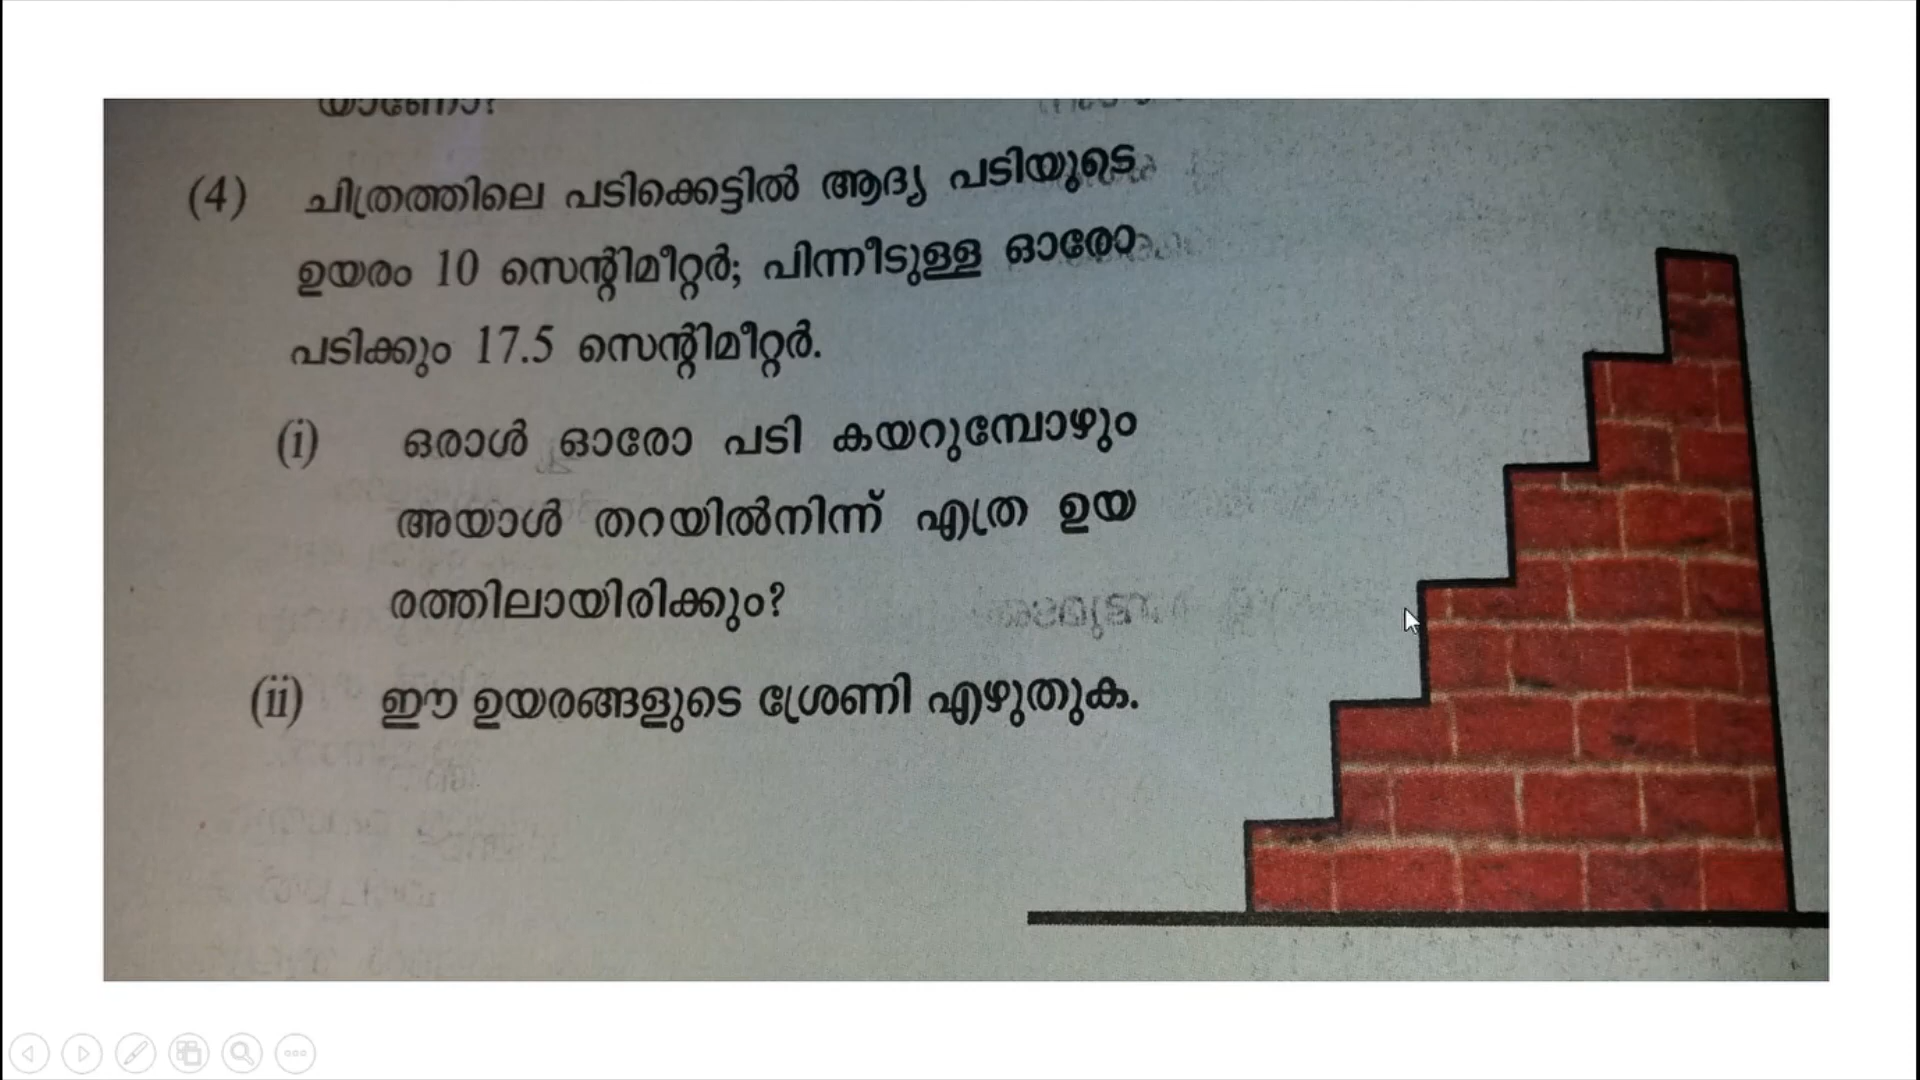 യാണോ?
(4) ചിത്രത്തിലെ പടിക്കെട്ടിൽ ആദ്യ പടിയുടെ
ഉയരം 10 സെന്റിമീറ്റർ; പിന്നീടുള്ള ഓരോ
പടിക്കും 17.5 സെന്റിമീറ്റർ.
(i) ഒരാൾ ഓരോ പടി കയറുമ്പോഴും
അയാൾ തറയിൽനിന്ന് എത്ര ഉയ
രത്തിലായിരിക്കും?
(ii) ഈ ഉയരങ്ങളുടെ ശ്രേണി എഴുതുക.